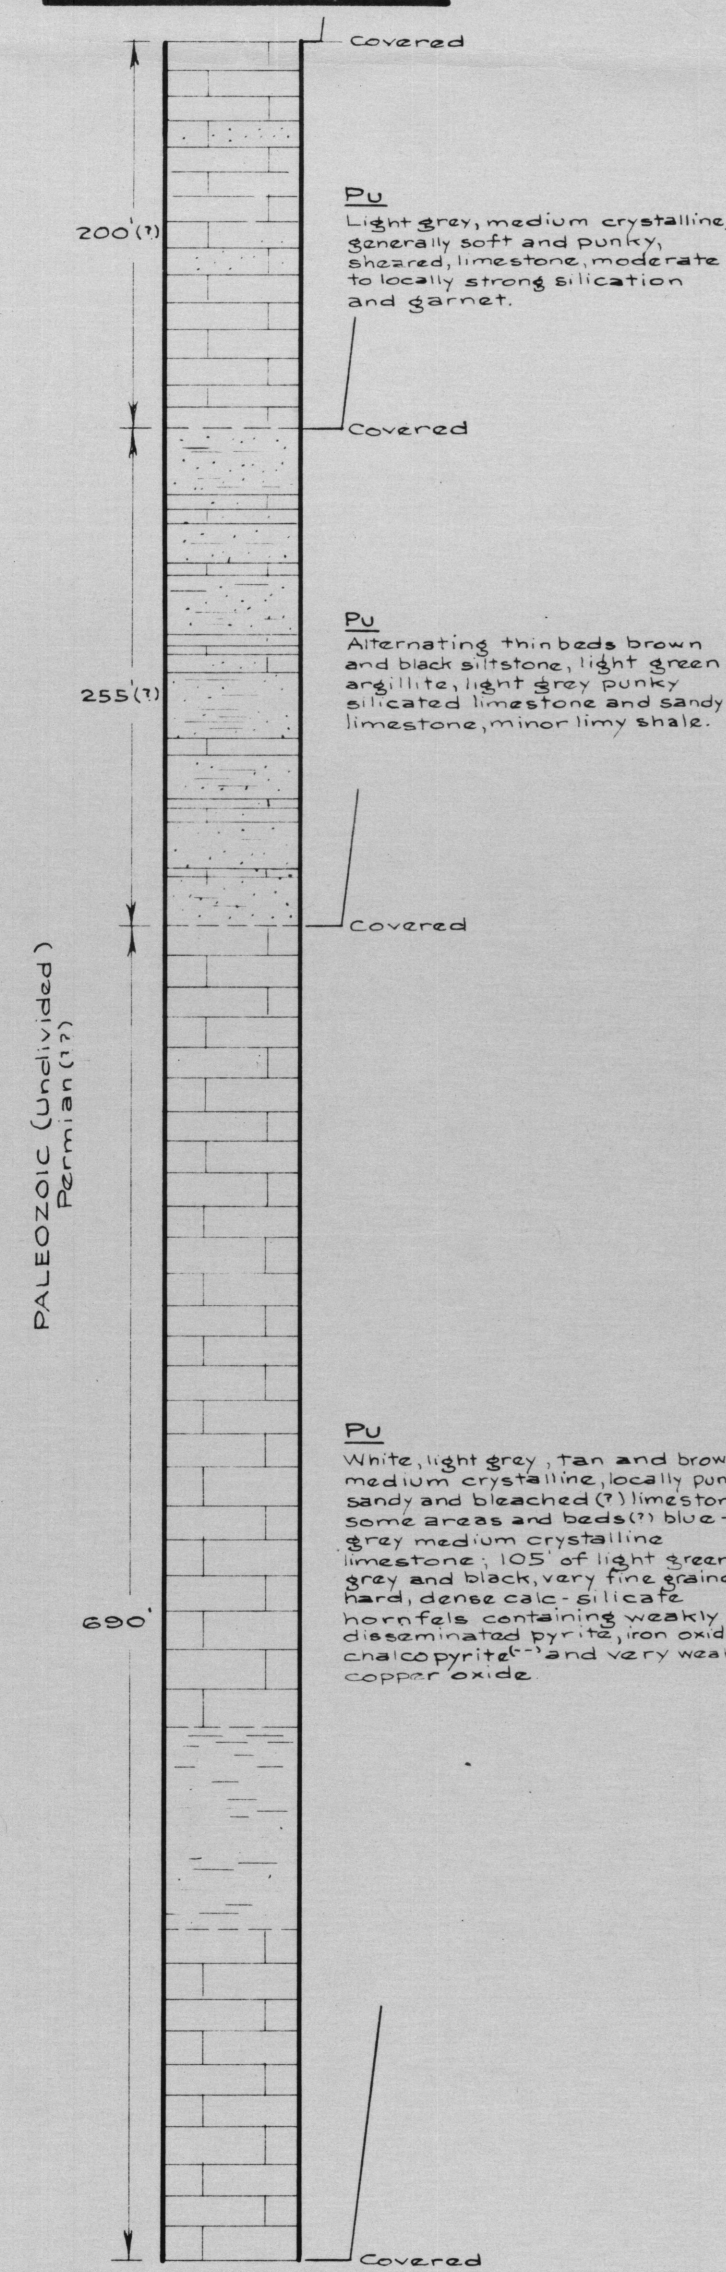 Covered
200'(?)
Pu
Light grey, medium crystalline,
generally soft and punky,
sheared, limestone, moderate
to locally strong silication
and garnet.
Covered
Pu
Alternating thin beds brown
and black siltstone, light green
argillite, light grey punky
silicated limestone and sandy
limestone, minor limy shale.
255'(?)
Covered
PALEOZOIC (Undivided)
Permian(??)
Pu
White, light grey, tan and brow
medium crystalline, locally pun
sandy and bleached (?) limeston
some areas and beds(?) blue-
grey medium crystalline
limestone; 105' of light green
grey and black, very fine graine
hard, dense calc-silicate
hornfels containing weakly
disseminated pyrite, iron oxid
chalcopyrite(--) and very weak
copper oxide
690'
Covered